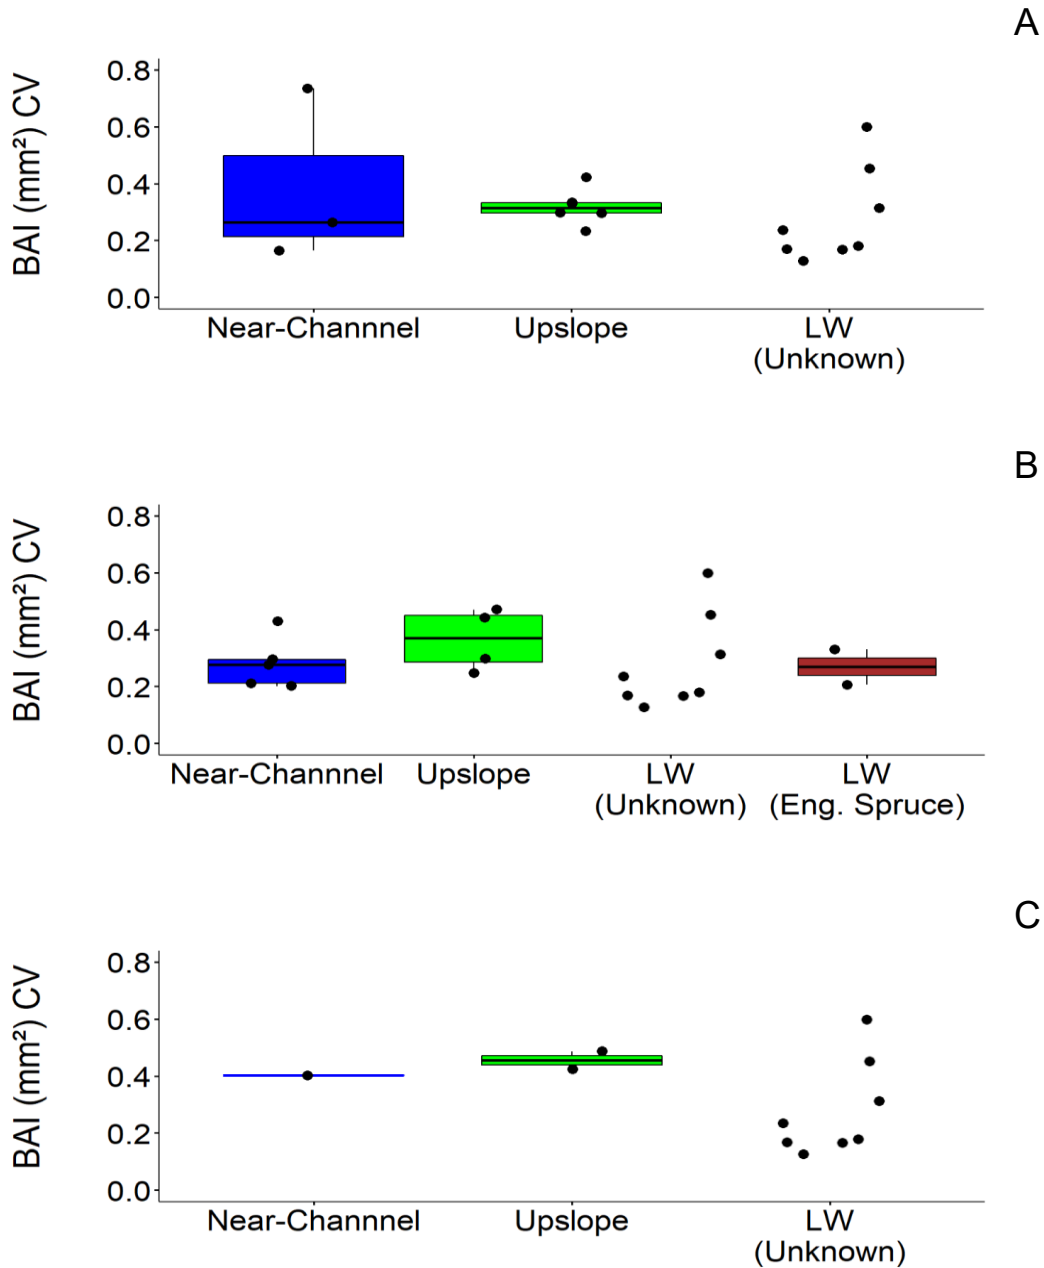 A
BAI (mm²) CV
0.8
0.6
0.4
0.2
0.0
Near-Channnel Upslope LW
(Unknown)
B
BAI (mm²) CV
0.8
0.6
0.4
0.2
0.0
Near-Channnel Upslope LW LW
(Unknown) (Eng. Spruce)
C
BAI (mm²) CV
0.8
0.6
0.4
0.2
0.0
Near-Channnel Upslope LW
(Unknown)